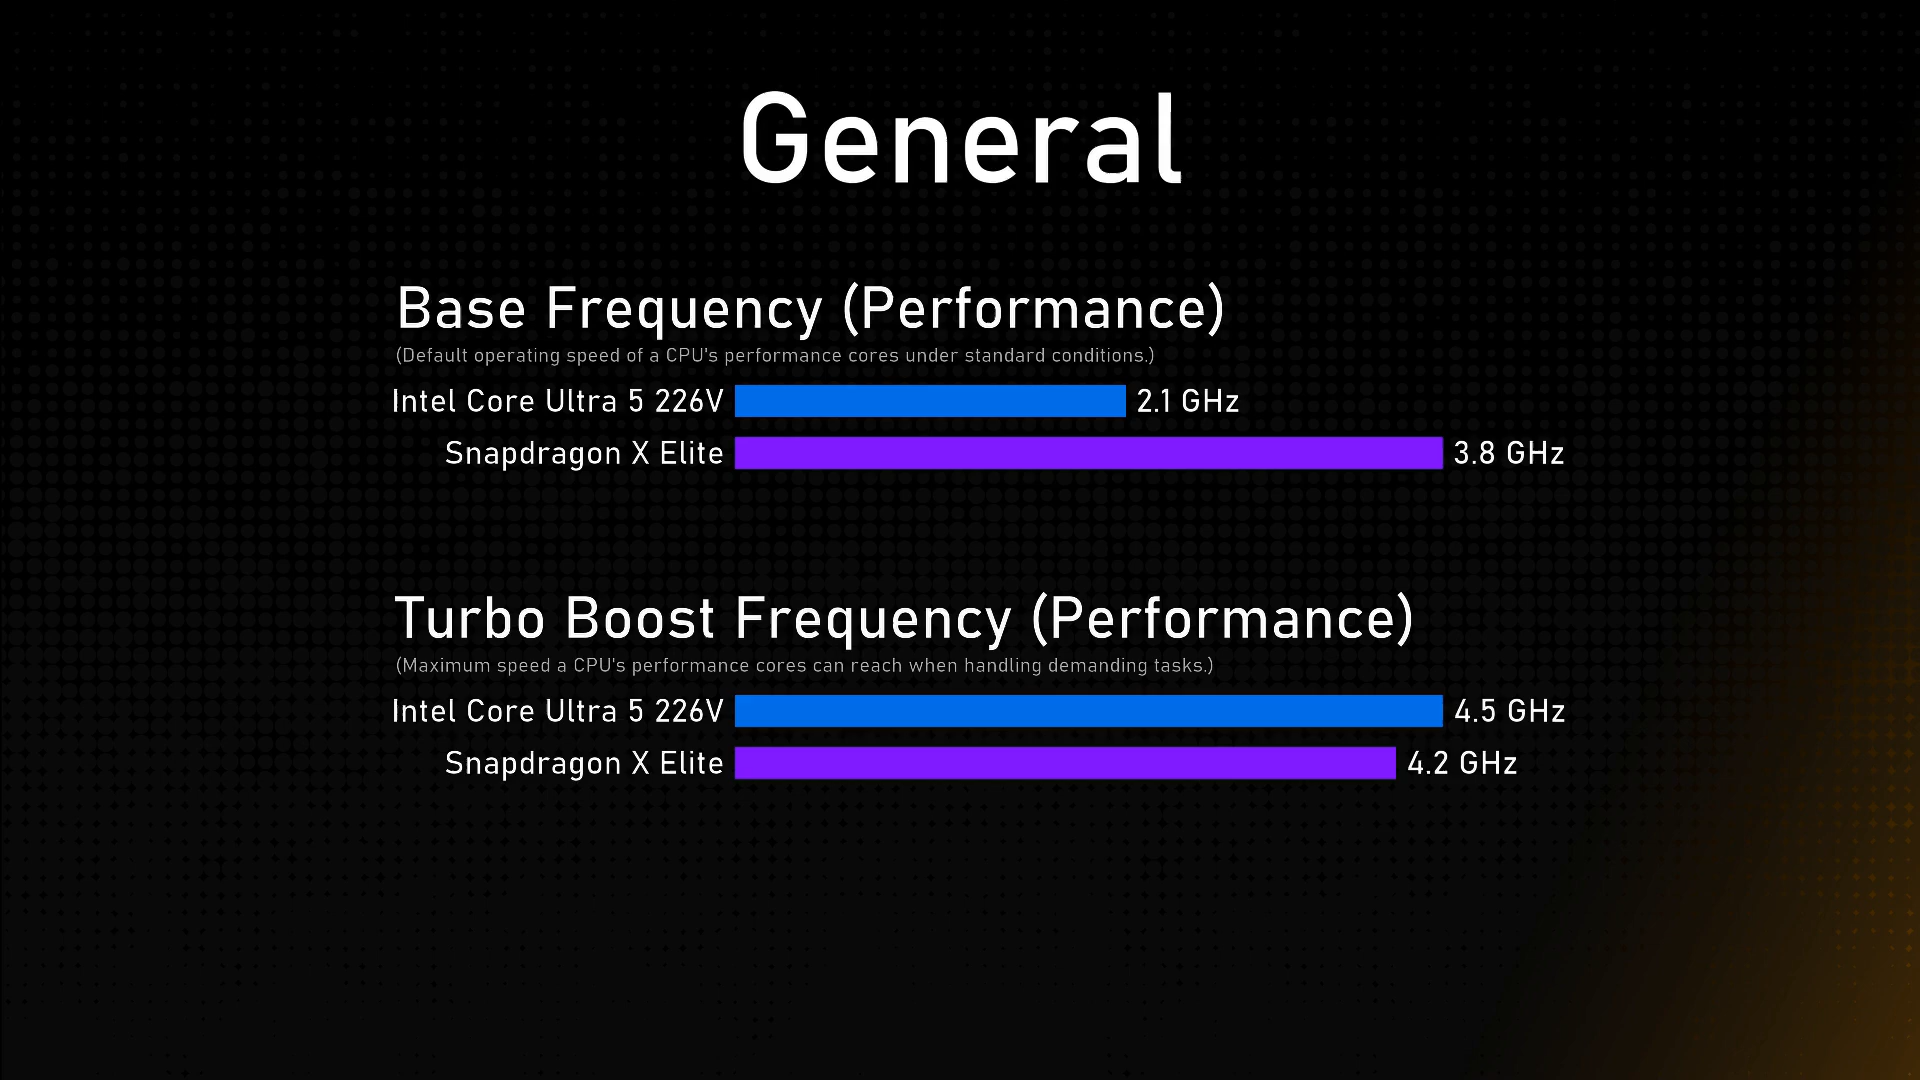 General
Base Frequency (Performance)
(Default operating speed of a CPU's performance cores under standard conditions.)
Intel Core Ultra 5 226V 2.1 GHz
Snapdragon X Elite 3.8 GHz
Turbo Boost Frequency (Performance)
(Maximum speed a CPU's performance cores can reach when handling demanding tasks.)
Intel Core Ultra 5 226V 4.5 GHz
Snapdragon X Elite 4.2 GHz